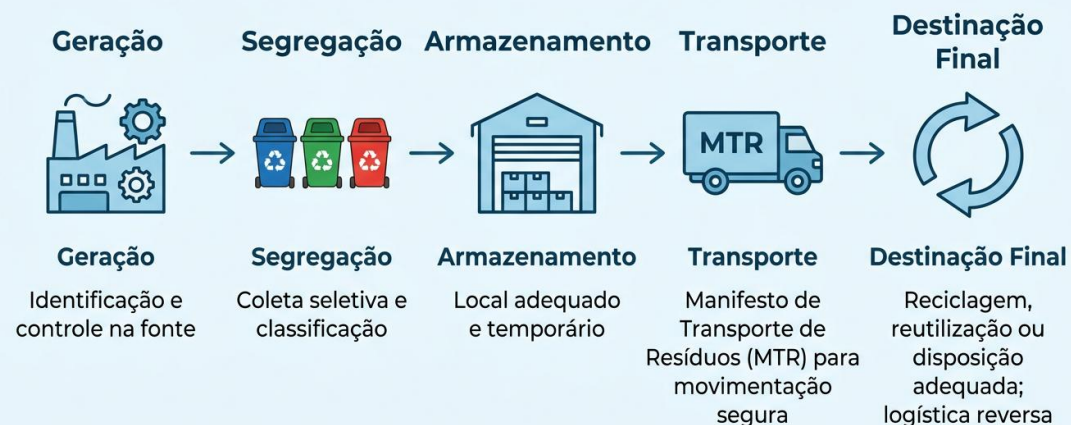 Geração
Segregação
Armazenamento
Transporte
Destinação
Final
MTR
Geração
Identificação e
controle na fonte
Segregação
Coleta seletiva e
classificação
Armazenamento
Local adequado
e temporário
Transporte
Manifesto de
Transporte de
Resíduos (MTR) para
movimentação
segura
Destinação Final
Reciclagem,
reutilização ou
disposição
adequada;
logística reversa